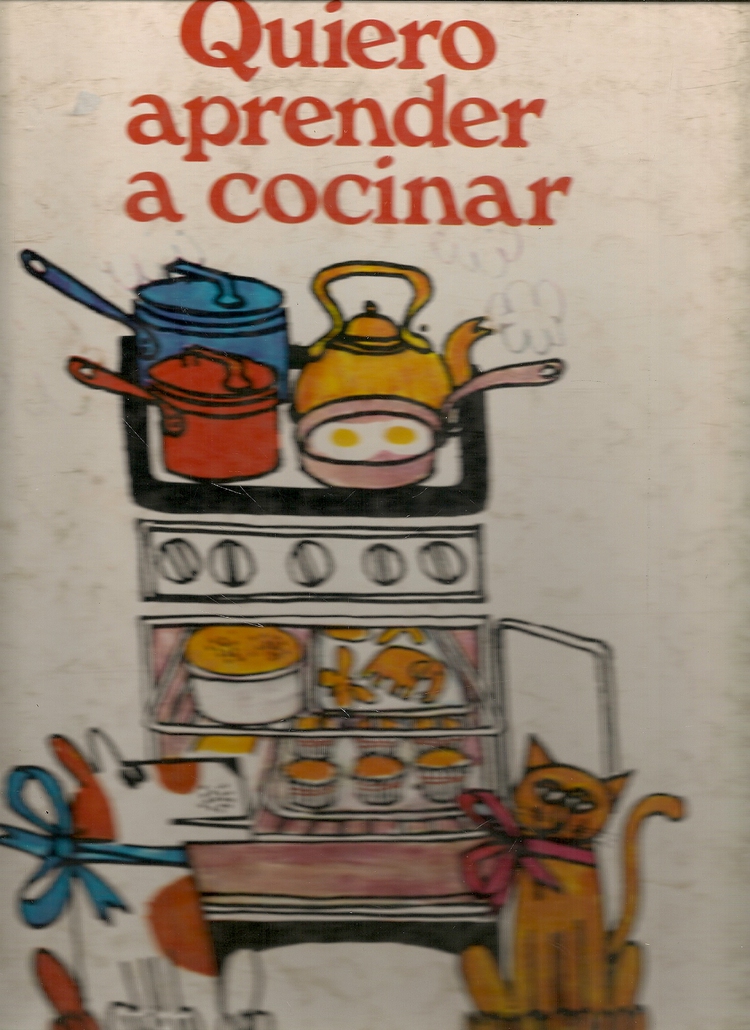 Quiero
aprender
a cocinar